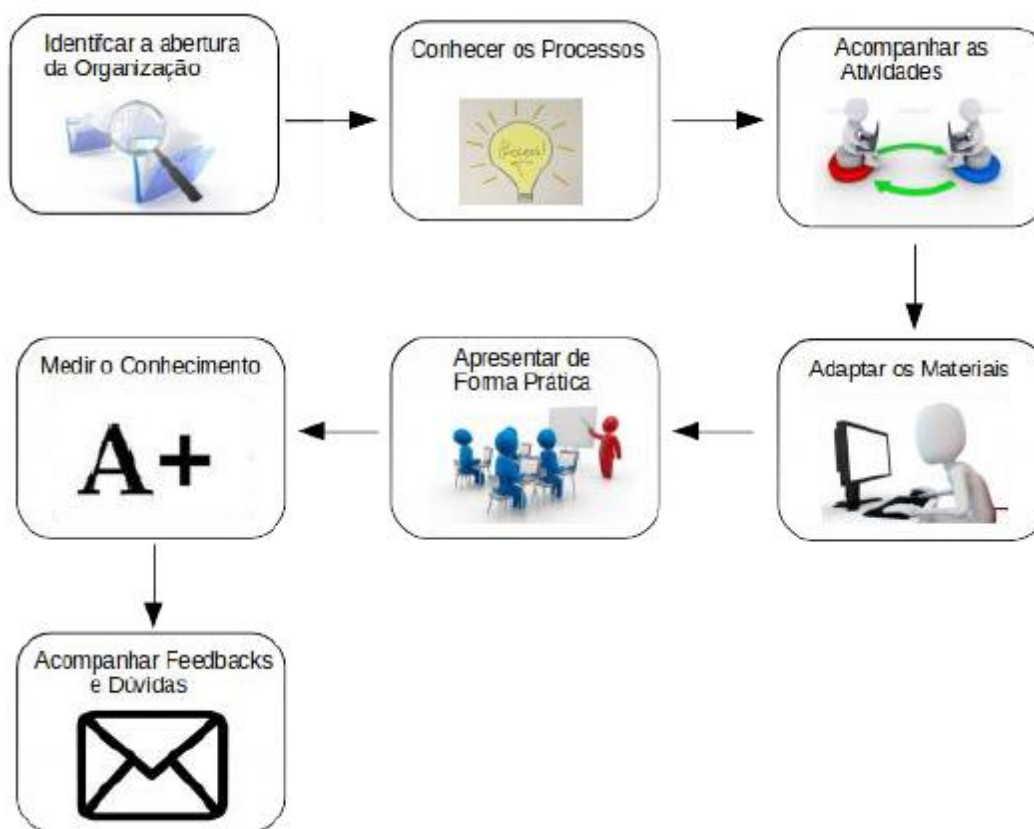 Identifcar a abertura
da Organização
Conhecer os Processos
Acompanhar as
Atividades
Adaptar os Materiais
Apresentar de
Forma Prática
Medir o Conhecimento
A+
Acompanhar Feedbacks
e Dúvidas